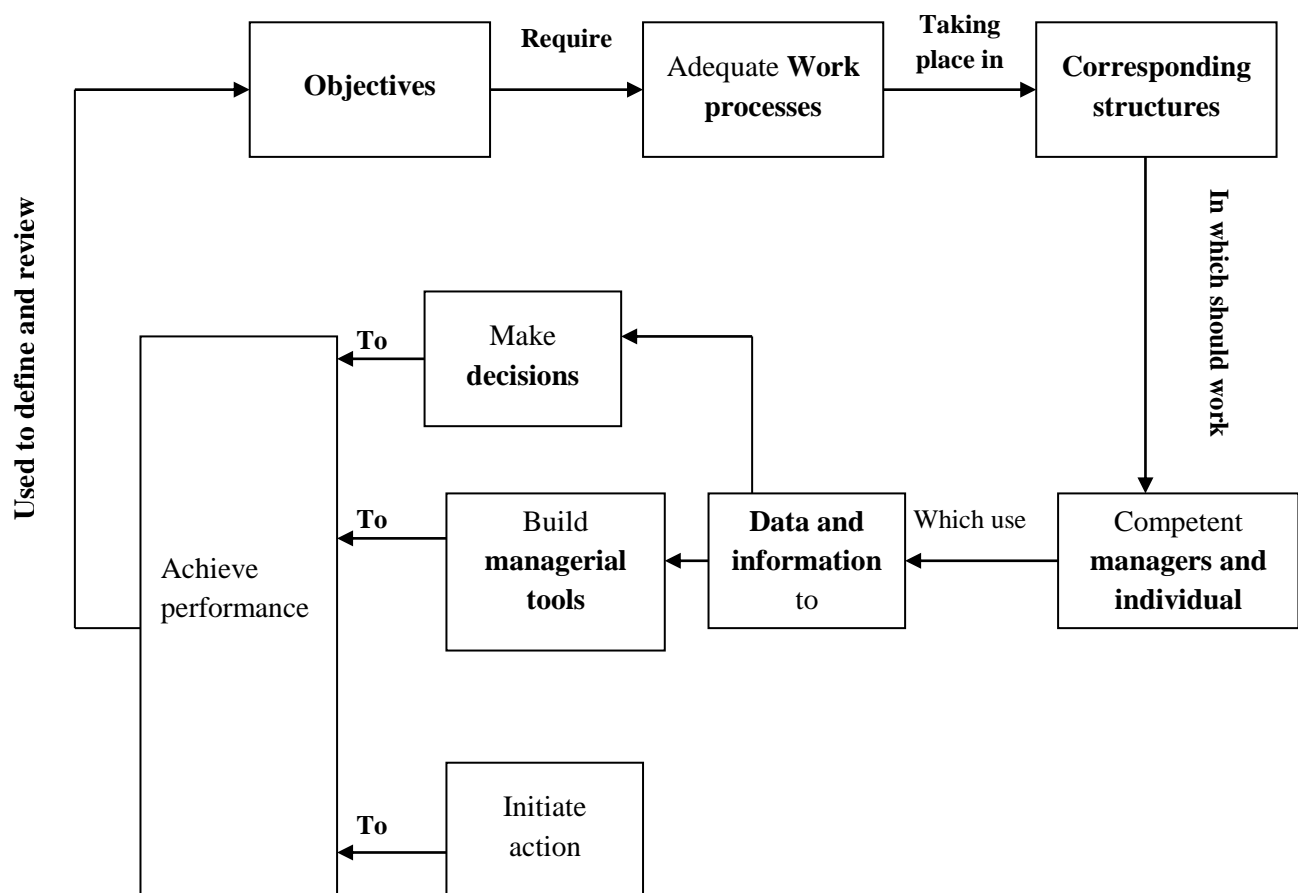 Objectives
Require
Adequate Work
processes
Taking
place in
Corresponding
structures
In which should work
Used to define and review
Make
decisions
To
Build
managerial
tools
To
Data and
information
to
Which use
Competent
managers and
individual
Achieve
performance
Initiate
action
To